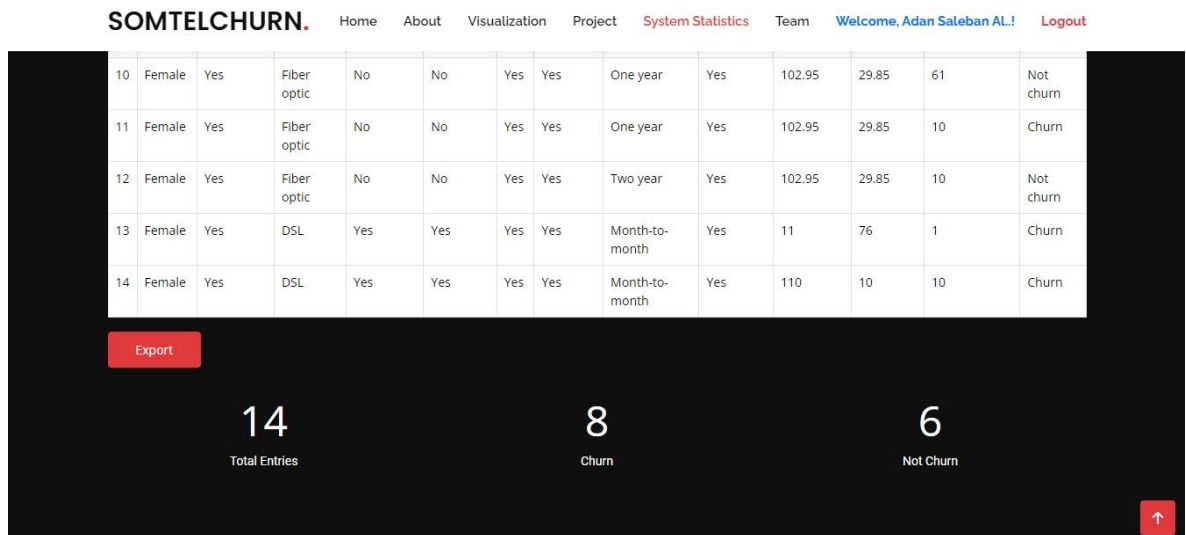 SOMTELCHURN. Home About Visualization Project System Statistics Team Welcome, Adan Saleban Al..! Logout
10 Female Yes Fiber optic No No Yes Yes One year Yes 102.95 29.85 61 Not churn
11 Female Yes Fiber optic No No Yes Yes One year Yes 102.95 29.85 10 Churn
12 Female Yes Fiber optic No No Yes Yes Two year Yes 102.95 29.85 10 Not churn
13 Female Yes DSL Yes Yes Yes Yes Month-to-month Yes 11 76 1 Churn
14 Female Yes DSL Yes Yes Yes Yes Month-to-month Yes 110 10 10 Churn
Export
14 8 6
Total Entries Churn Not Churn